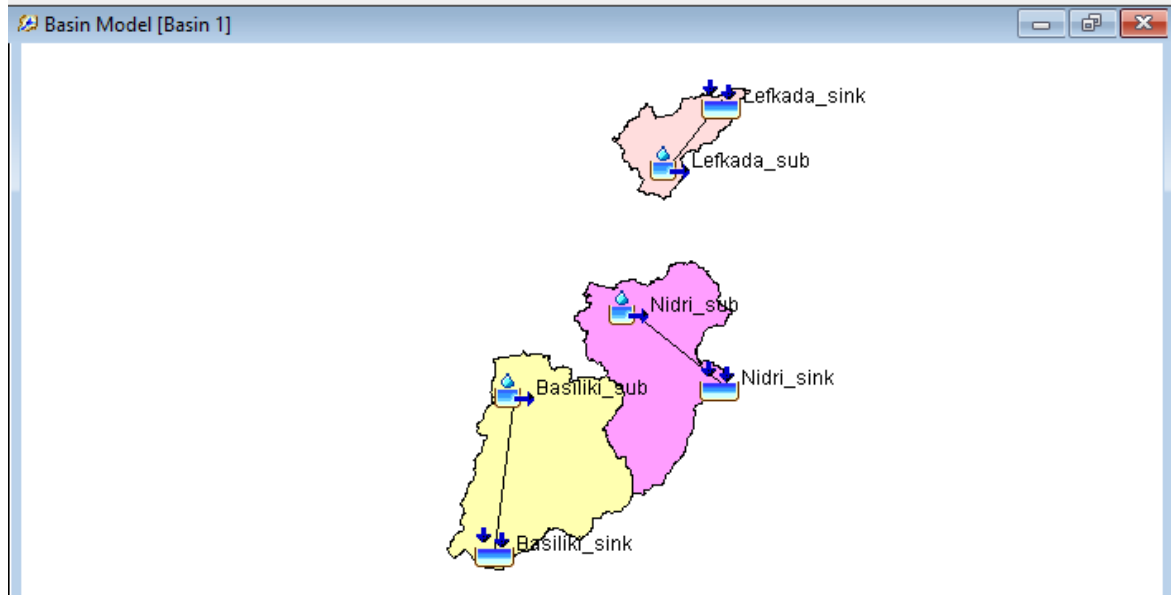 Basin Model [Basin 1]
Lefkada_sink
Lefkada_sub
Nidri_sub
Nidri_sink
Basiliki_sub
Basiliki_sink